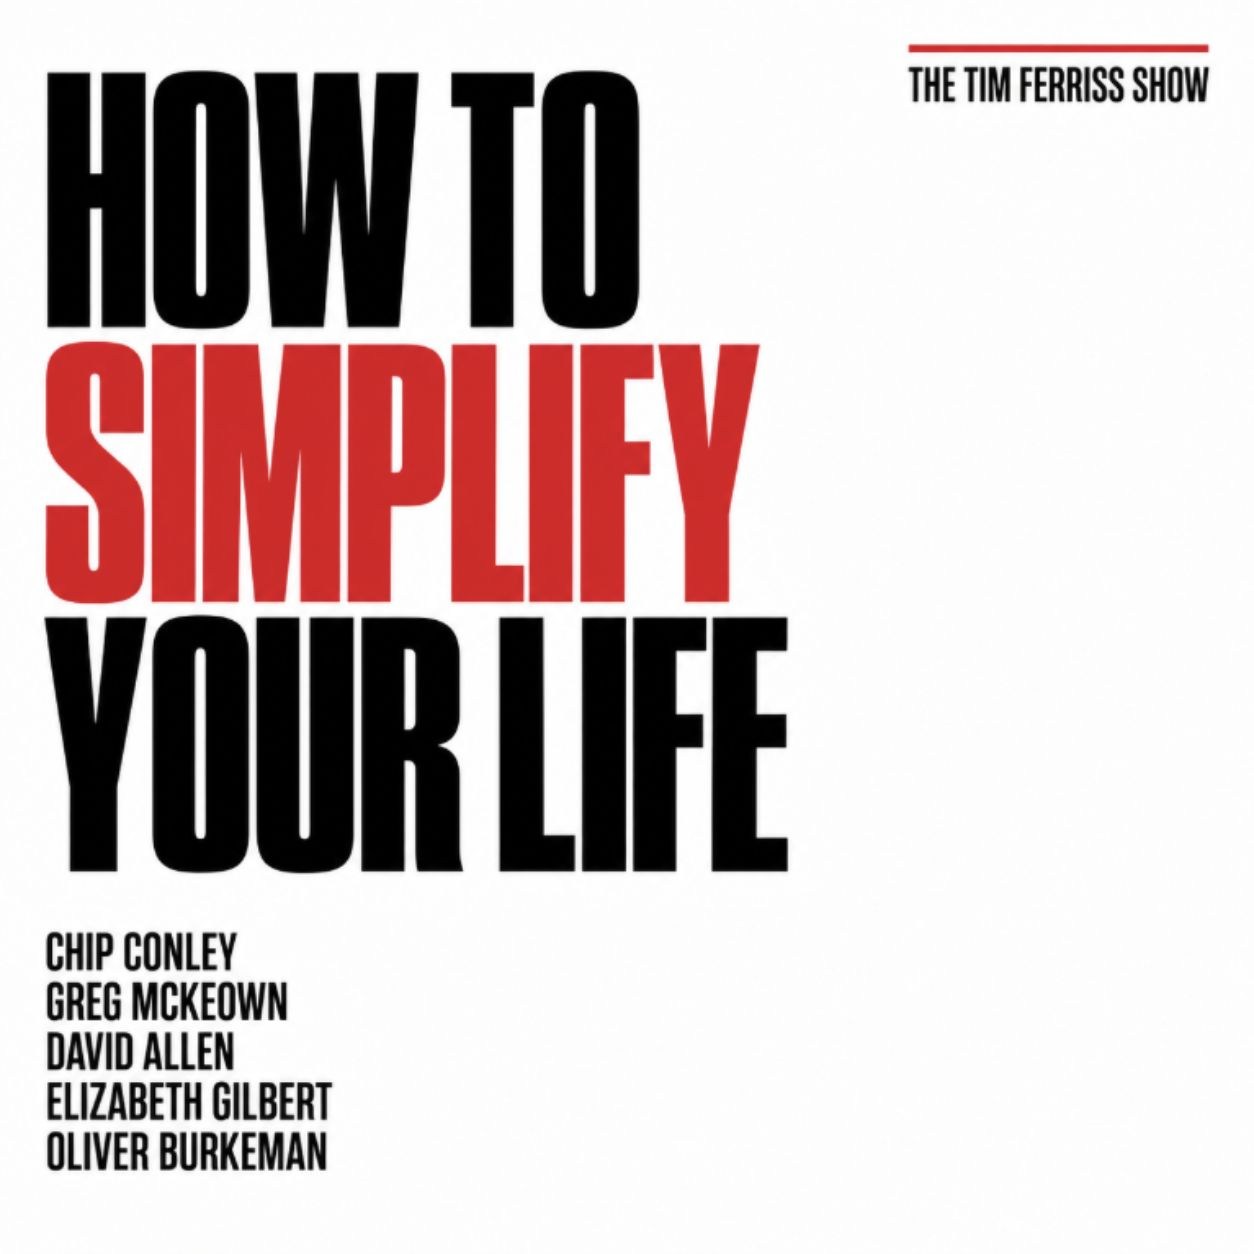 THE TIM FERRISS SHOW
HOW TO
SIMPLIFY
YOUR LIFE
CHIP CONLEY
GREG MCKEOWN
DAVID ALLEN
ELIZABETH GILBERT
OLIVER BURKEMAN